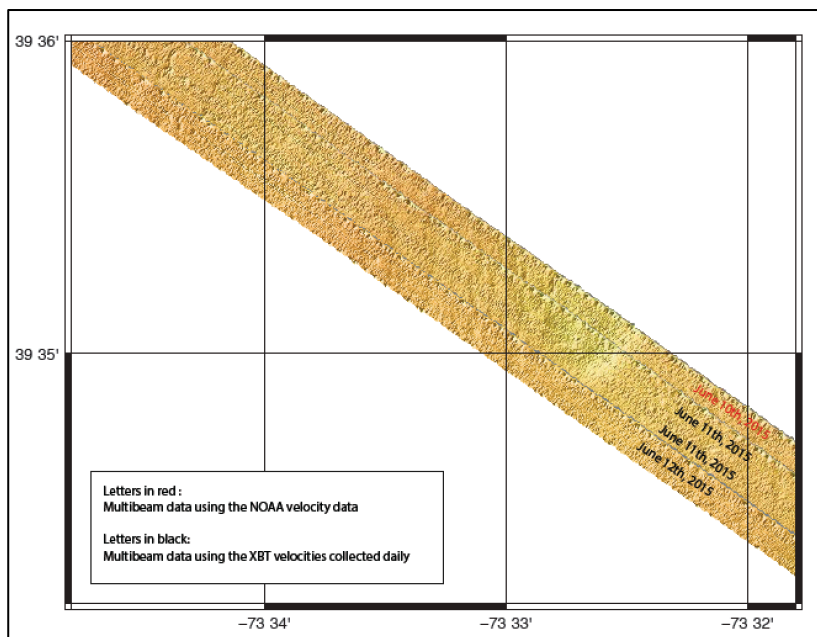 39 36'
39 35'
June 10th, 2015
June 11th, 2015
June 11th, 2015
June 12th, 2015
Letters in red :
Multibeam data using the NOAA velocity data
Letters in black:
Multibeam data using the XBT velocities collected daily
−73 34'
−73 33'
−73 32'